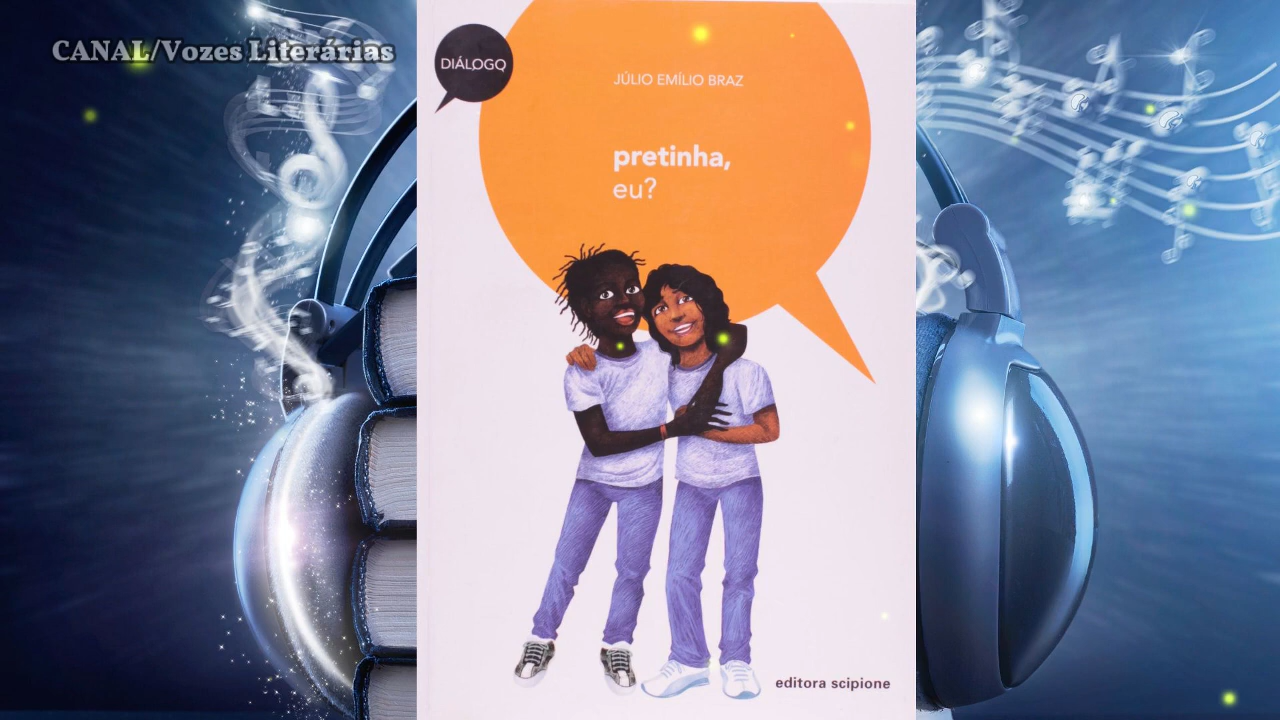 CANAL/Vozes Literárias
DIÁLOGO
JÚLIO EMÍLIO BRAZ
pretinha,
eu?
editora scipione